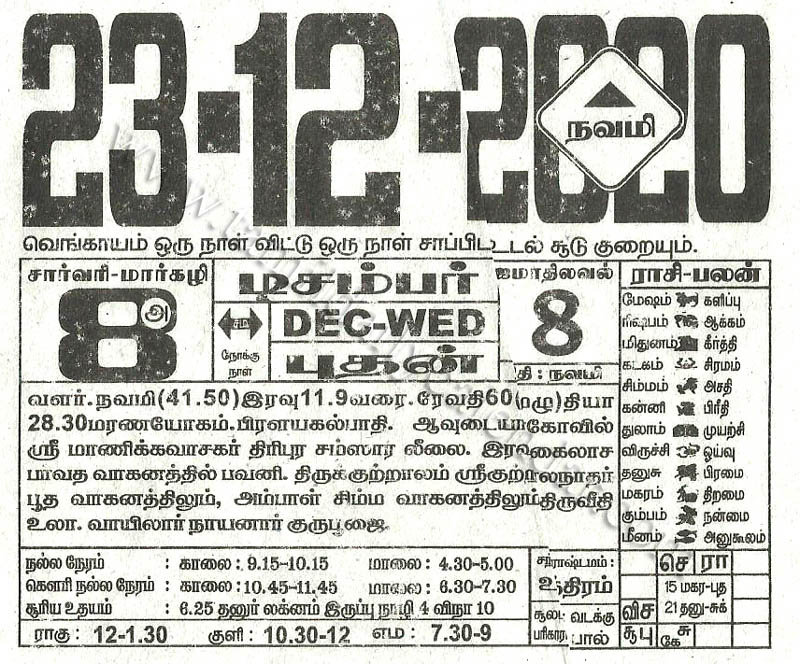 23-12-2020
நவமி
வெங்காயம் ஒரு நாள் விட்டு ஒரு நாள் சாப்பிட்டால் சூடு குறையும்.
சார்வரி-மார்கழி
8
அ
சம
நோக்கு
நாள்
டிசம்பர்
DEC-WED
புதன்
ஜமாதிலவல்
8
தி : நவமி
வளர்.நவமி(41.50)இரவு11.9வரை.ரேவதி60(முழு)தியா
28.30மரணயோகம்.பிரளயகல்பாதி. ஆவுடையாகோவில்
ஸ்ரீ மாணிக்கவாசகர் திரிபுர சம்ஸார லீலை. இரவுகைலாச
பர்வத வாகனத்தில் பவனி. திருக்குற்றாலம் ஸ்ரீகுற்றாலநாதர்
பூத வாகனத்திலும், அம்பாள் சிம்ம வாகனத்திலும்திருவீதி
உலா. வாயிலார் நாயனார் குருபூஜை.
ராசி-பலன்
மேஷம் களிப்பு
ரிஷபம் ஆக்கம்
மிதுனம் கீர்த்தி
கடகம் சிரமம்
சிம்மம் அசதி
கன்னி பிரீதி
துலாம் முயற்சி
விருச்சி ஓய்வு
தனுசு பிரமை
மகரம் திறமை
கும்பம் நன்மை
மீனம் அனுகூலம்
நல்ல நேரம் : காலை: 9.15-10.15 மாலை: 4.30-5.00
கௌரி நல்ல நேரம் : காலை: 10.45-11.45 மாலை: 6.30-7.30
சூரிய உதயம் : 6.25 தனுர் லக்னம் இருப்பு நாழி 4 விநா 10
ராகு: 12-1.30 குளி: 10.30-12 எம: 7.30-9
சந்திராஷ்டமம்:
உத்திரம்
சூலம்: வடக்கு
பரிகாரம்: பால்
செ ரா
15 மகர-புத
விச 21 தனு-சுக்
சூபு சுகே
www.tamildailycalendar.com